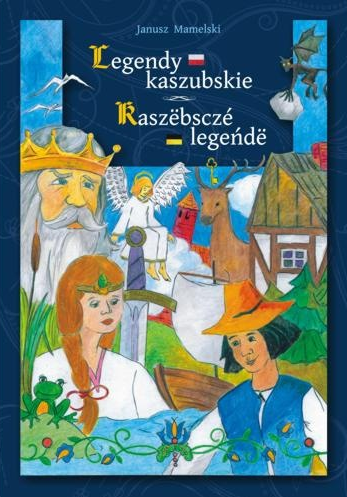 Janusz Mamelski
Legendy
kaszubskie
Kaszëbsczé
legeńdë